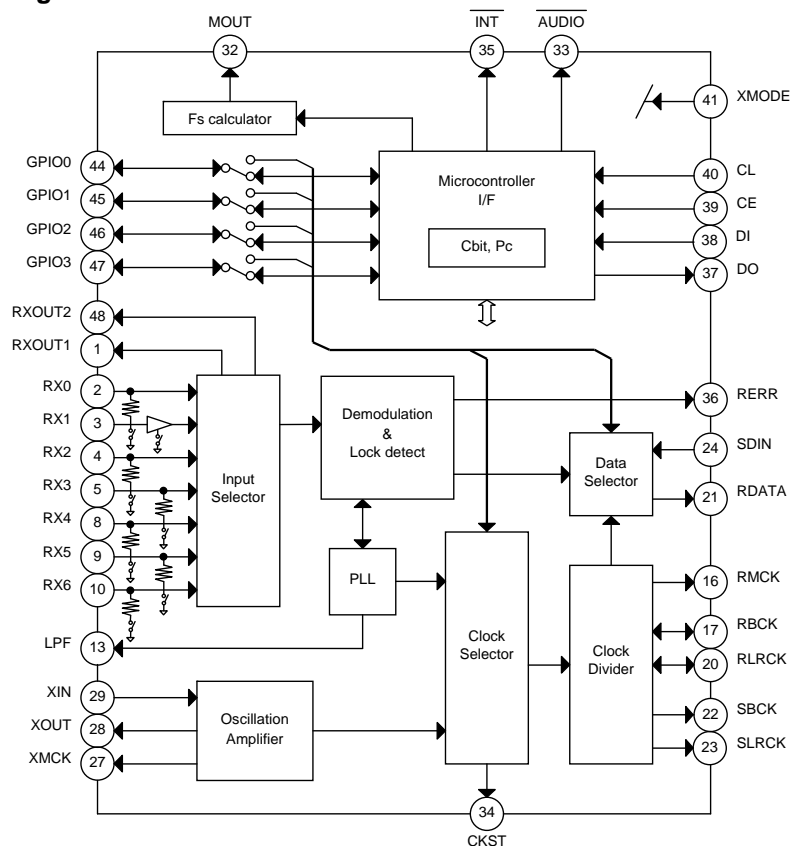 MOUT
32
INT
35
AUDIO
33
Fs calculator
41
XMODE
GPIO0
44
GPIO1
45
GPIO2
46
GPIO3
47
Microcontroller
I/F
Cbit, Pc
40
CL
39
CE
38
DI
37
DO
RXOUT2
48
RXOUT1
1
RX0
2
RX1
3
RX2
4
RX3
5
RX4
8
RX5
9
RX6
10
Input
Selector
Demodulation
&
Lock detect
Data
Selector
36
RERR
24
SDIN
21
RDATA
PLL
LPF
13
Clock
Selector
Clock
Divider
16
RMCK
17
RBCK
20
RLRCK
22
SBCK
23
SLRCK
XIN
29
XOUT
28
XMCK
27
Oscillation
Amplifier
34
CKST